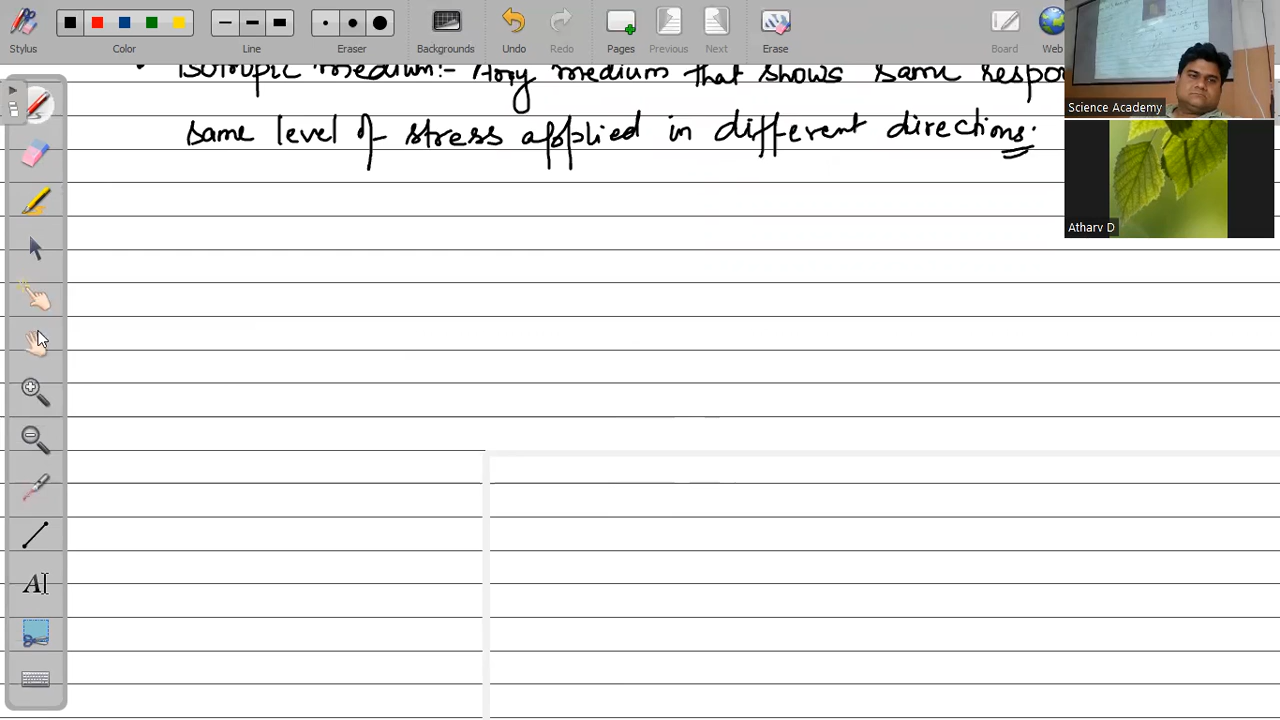 Stylus
Color
Line
Eraser
Backgrounds
Undo
Redo
Pages
Previous
Next
Erase
Board
Web
isotropic medium:- Any medium that shows same respo
same level of stress applied in different directions.
Science Academy
Atharv D
A